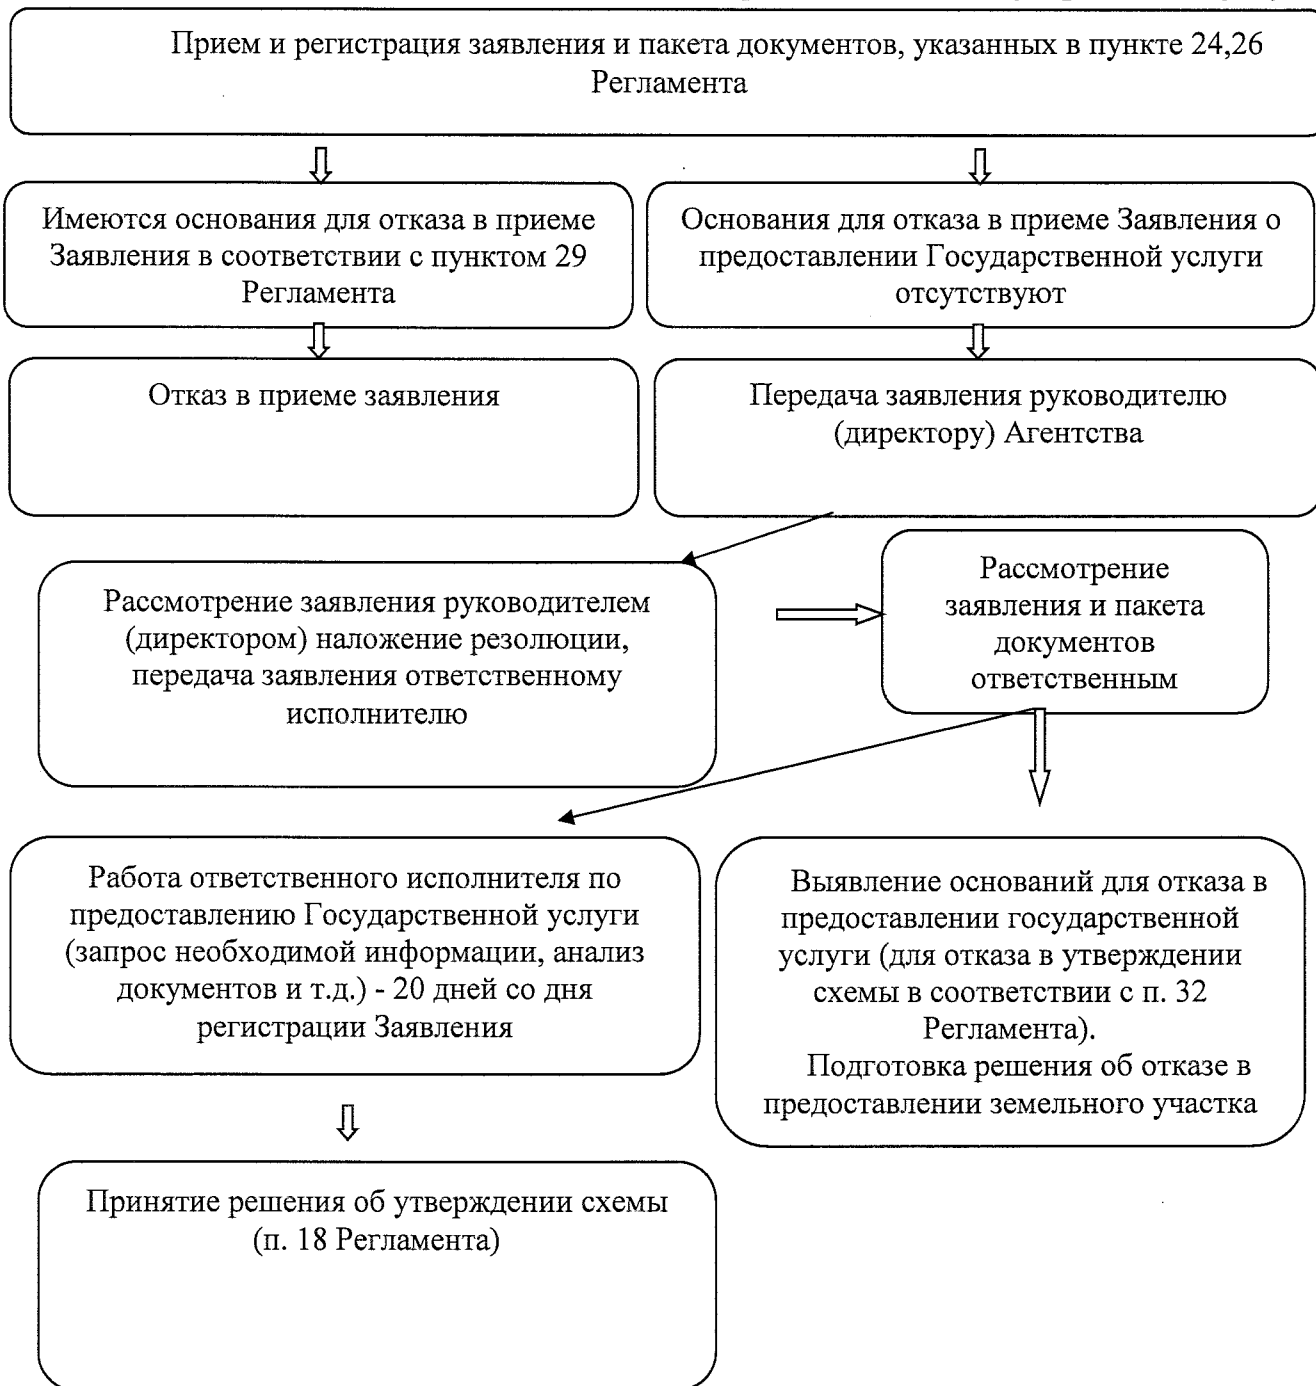 Прием и регистрация заявления и пакета документов, указанных в пункте 24,26
Регламента
Имеются основания для отказа в приеме
Заявления в соответствии с пунктом 29
Регламента
Основания для отказа в приеме Заявления о
предоставлении Государственной услуги
отсутствуют
Отказ в приеме заявления
Передача заявления руководителю
(директору) Агентства
Рассмотрение заявления руководителем
(директором) наложение резолюции,
передача заявления ответственному
исполнителю
Рассмотрение
заявления и пакета
документов
ответственным
Работа ответственного исполнителя по
предоставлению Государственной услуги
(запрос необходимой информации, анализ
документов и т.д.) - 20 дней со дня
регистрации Заявления
Выявление оснований для отказа в
предоставлении государственной
услуги (для отказа в утверждении
схемы в соответствии с п. 32
Регламента).
Подготовка решения об отказе в
предоставлении земельного участка
Принятие решения об утверждении схемы
(п. 18 Регламента)